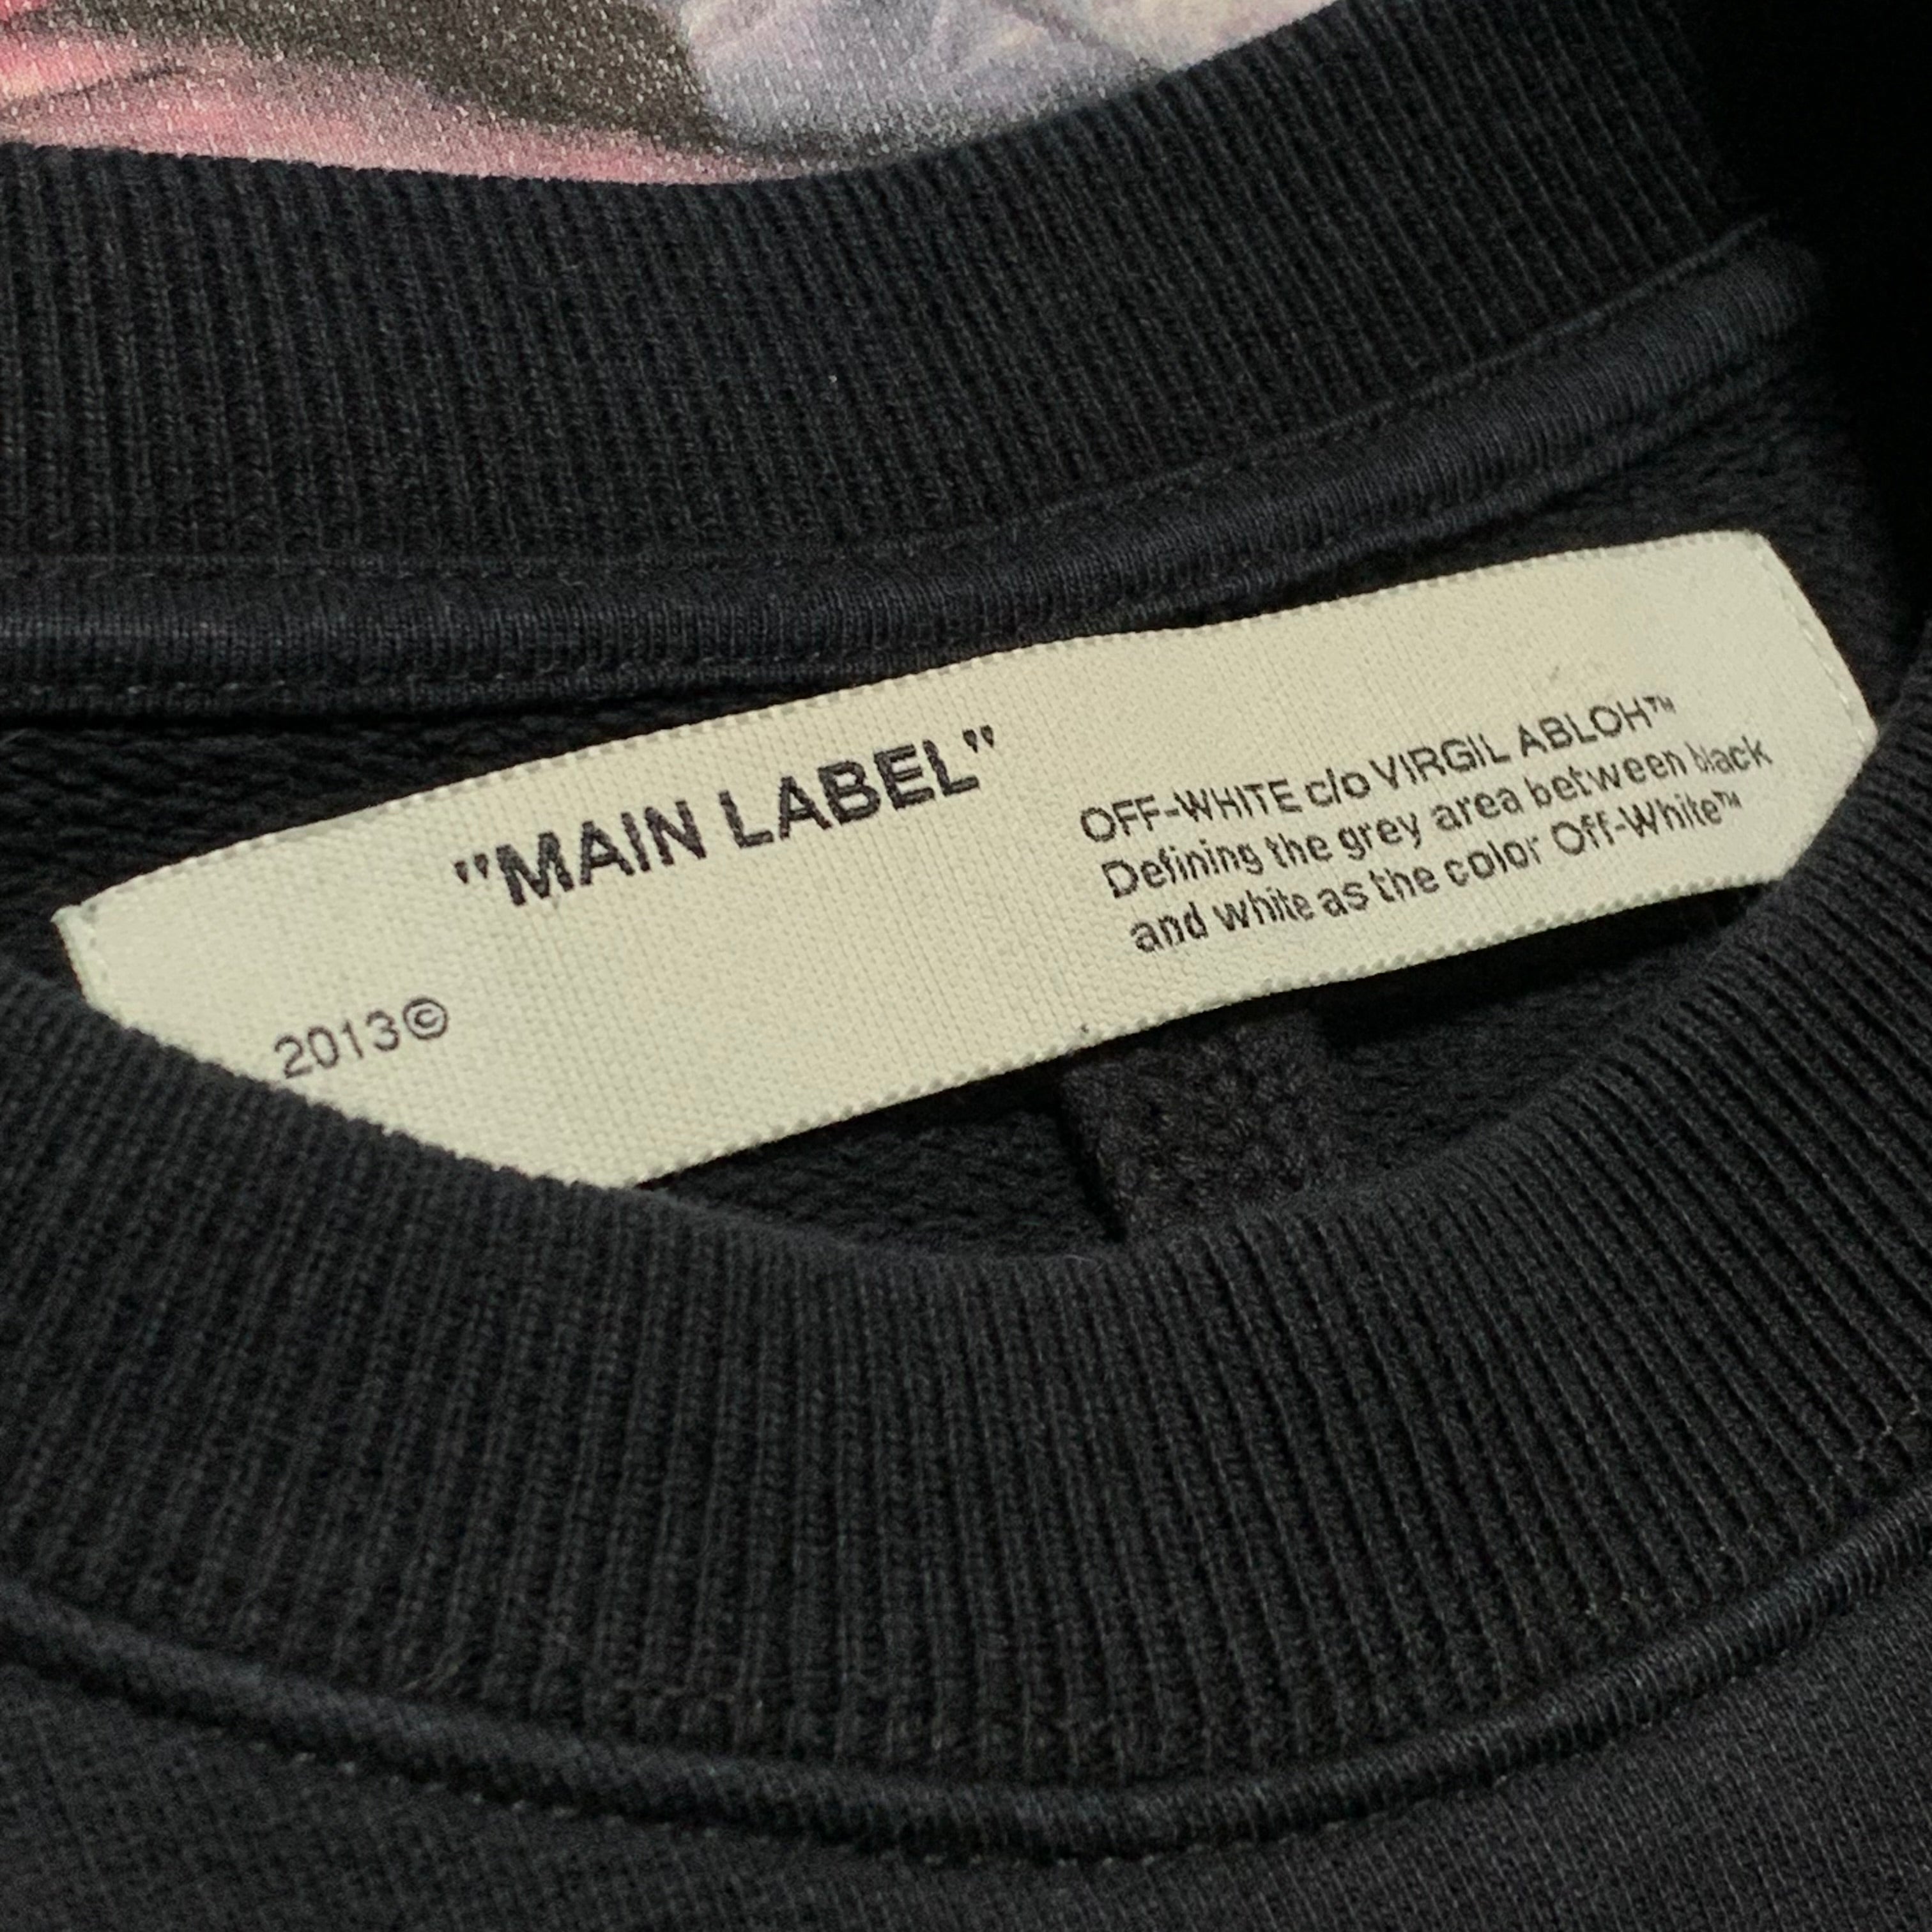 "MAIN LABEL"
OFF-WHITE c/o VIRGIL ABLOH™
Defining the grey area between black
and white as the color Off-White™
2013©